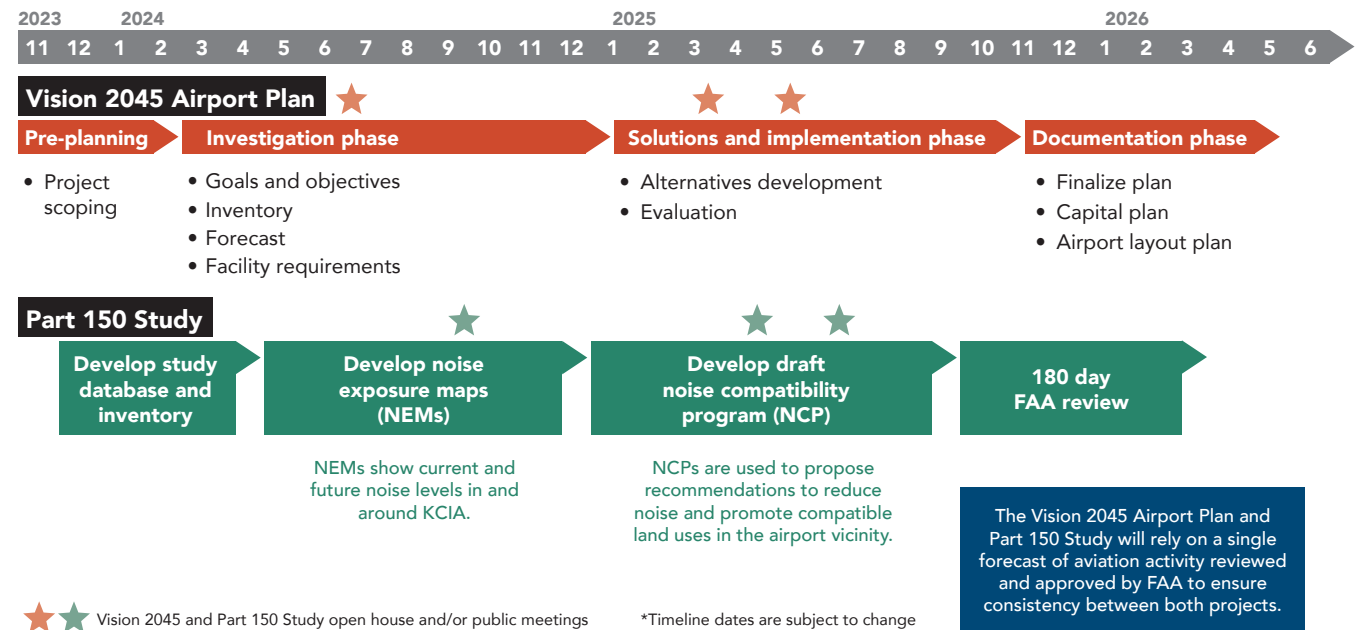 2023 2024 2025 2026
11 12 1 2 3 4 5 6 7 8 9 10 11 12 1 2 3 4 5 6 7 8 9 10 11 12 1 2 3 4 5 6
Vision 2045 Airport Plan
Pre-planning
Investigation phase
Solutions and implementation phase
Documentation phase
• Project
scoping
• Goals and objectives
• Inventory
• Forecast
• Facility requirements
• Alternatives development
• Evaluation
• Finalize plan
• Capital plan
• Airport layout plan
Part 150 Study
Develop study
database and
inventory
Develop noise
exposure maps
(NEMs)
Develop draft
noise compatibility
program (NCP)
180 day
FAA review
NEMs show current and
future noise levels in and
around KCIA.
NCPs are used to propose
recommendations to reduce
noise and promote compatible
land uses in the airport vicinity.
The Vision 2045 Airport Plan and
Part 150 Study will rely on a single
forecast of aviation activity reviewed
and approved by FAA to ensure
consistency between both projects.
Vision 2045 and Part 150 Study open house and/or public meetings
*Timeline dates are subject to change